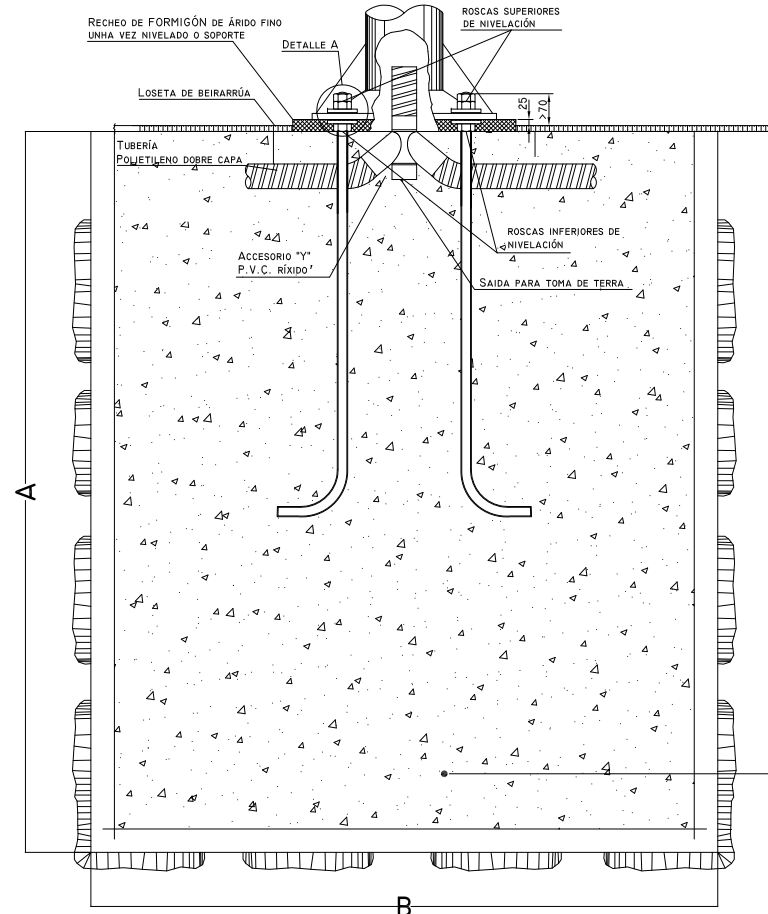 RECHEO DE FORMIGÓN DE ÁRIDO FINO
UNHA VEZ NIVELADO O SOPORTE
ROSCAS SUPERIORES
DE NIVELACIÓN
DETALLE A
LOSETA DE BEIRARRÚA
25
>70
TUBERÍA
POLIETILENO DOBRE CAPA
ROSCAS INFERIORES DE
NIVELACIÓN
ACCESORIO "Y"
P.V.C. RÍXIDO
SAIDA PARA TOMA DE TERRA
A
B